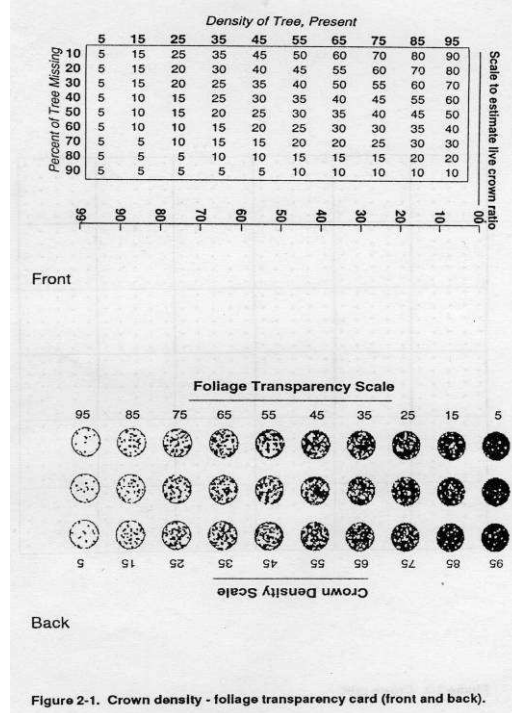 Density of Tree, Present
5 15 25 35 45 55 65 75 85 95
Percent of Tree Missing
10 5 15 25 35 45 50 60 70 80 90
20 5 15 20 30 40 45 55 60 70 80
30 5 15 20 25 35 40 50 55 60 70
40 5 10 15 25 30 35 40 45 55 60
50 5 10 15 20 25 30 35 40 45 50
60 5 10 10 15 20 25 30 30 35 40
70 5 5 10 15 15 20 20 25 30 30
80 5 5 5 10 10 15 15 15 20 20
90 5 5 5 5 5 10 10 10 10 10
Scale to estimate live crown ratio
99 90 80 70 60 50 40 30 20 10 00
Front
Foliage Transparency Scale
95 85 75 65 55 45 35 25 15 5
5 15 25 35 45 55 65 75 85 95
Crown Density Scale
Back
Figure 2-1. Crown density - foliage transparency card (front and back).